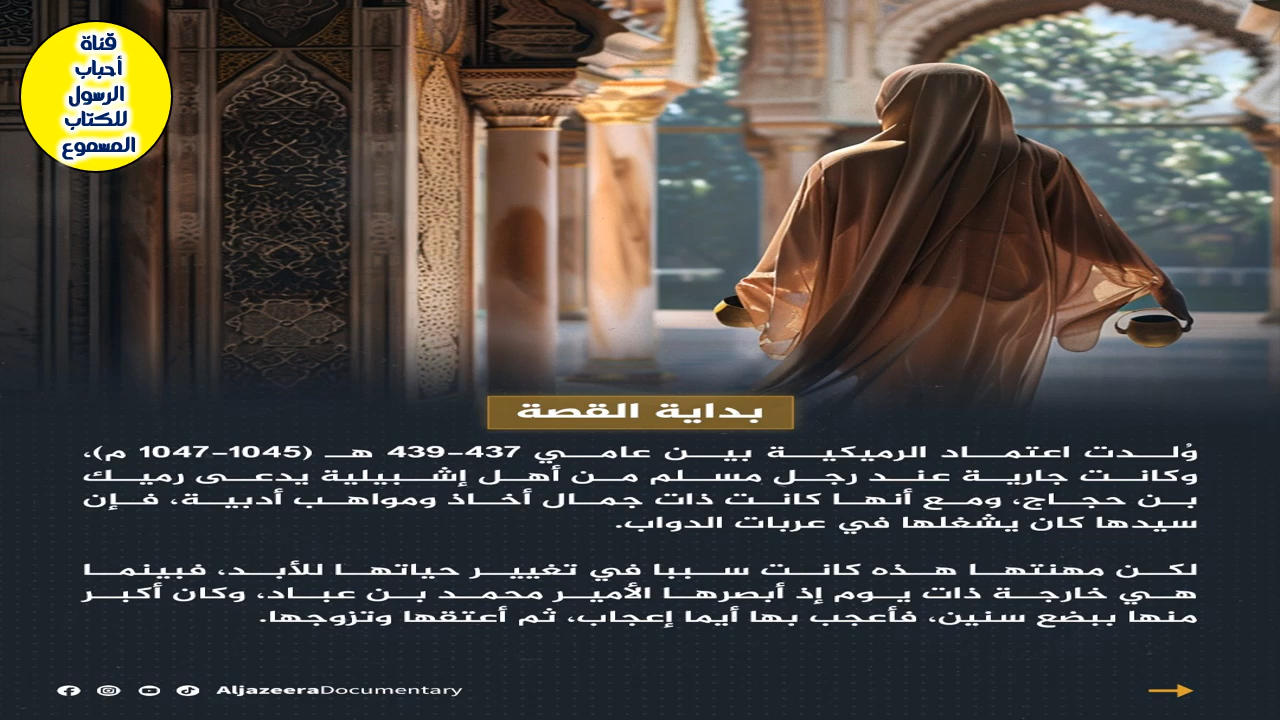 قناة
أحباب
الرسول
للكتاب
المسموع
بداية القصة
وُلدت اعتماد الرميكية بين عامي 437–439 هـ (1045–1047 م)،
وكانت جارية عند رجل مسلم من أهل إشبيلية يدعى رميك
بن حجاج، ومع أنها كانت ذات جمال أخاذ ومواهب أدبية، فإن
سيدها كان يشغلها في عربات الدواب.
لكن مهنتها هذه كانت سببا في تغيير حياتها للأبد، فبينما
هي خارجة ذات يوم إذ أبصرها الأمير محمد بن عباد، وكان أكبر
منها ببضع سنين، فأعجب بها أيما إعجاب، ثم أعتقها وتزوجها.
AljazeeraDocumentary